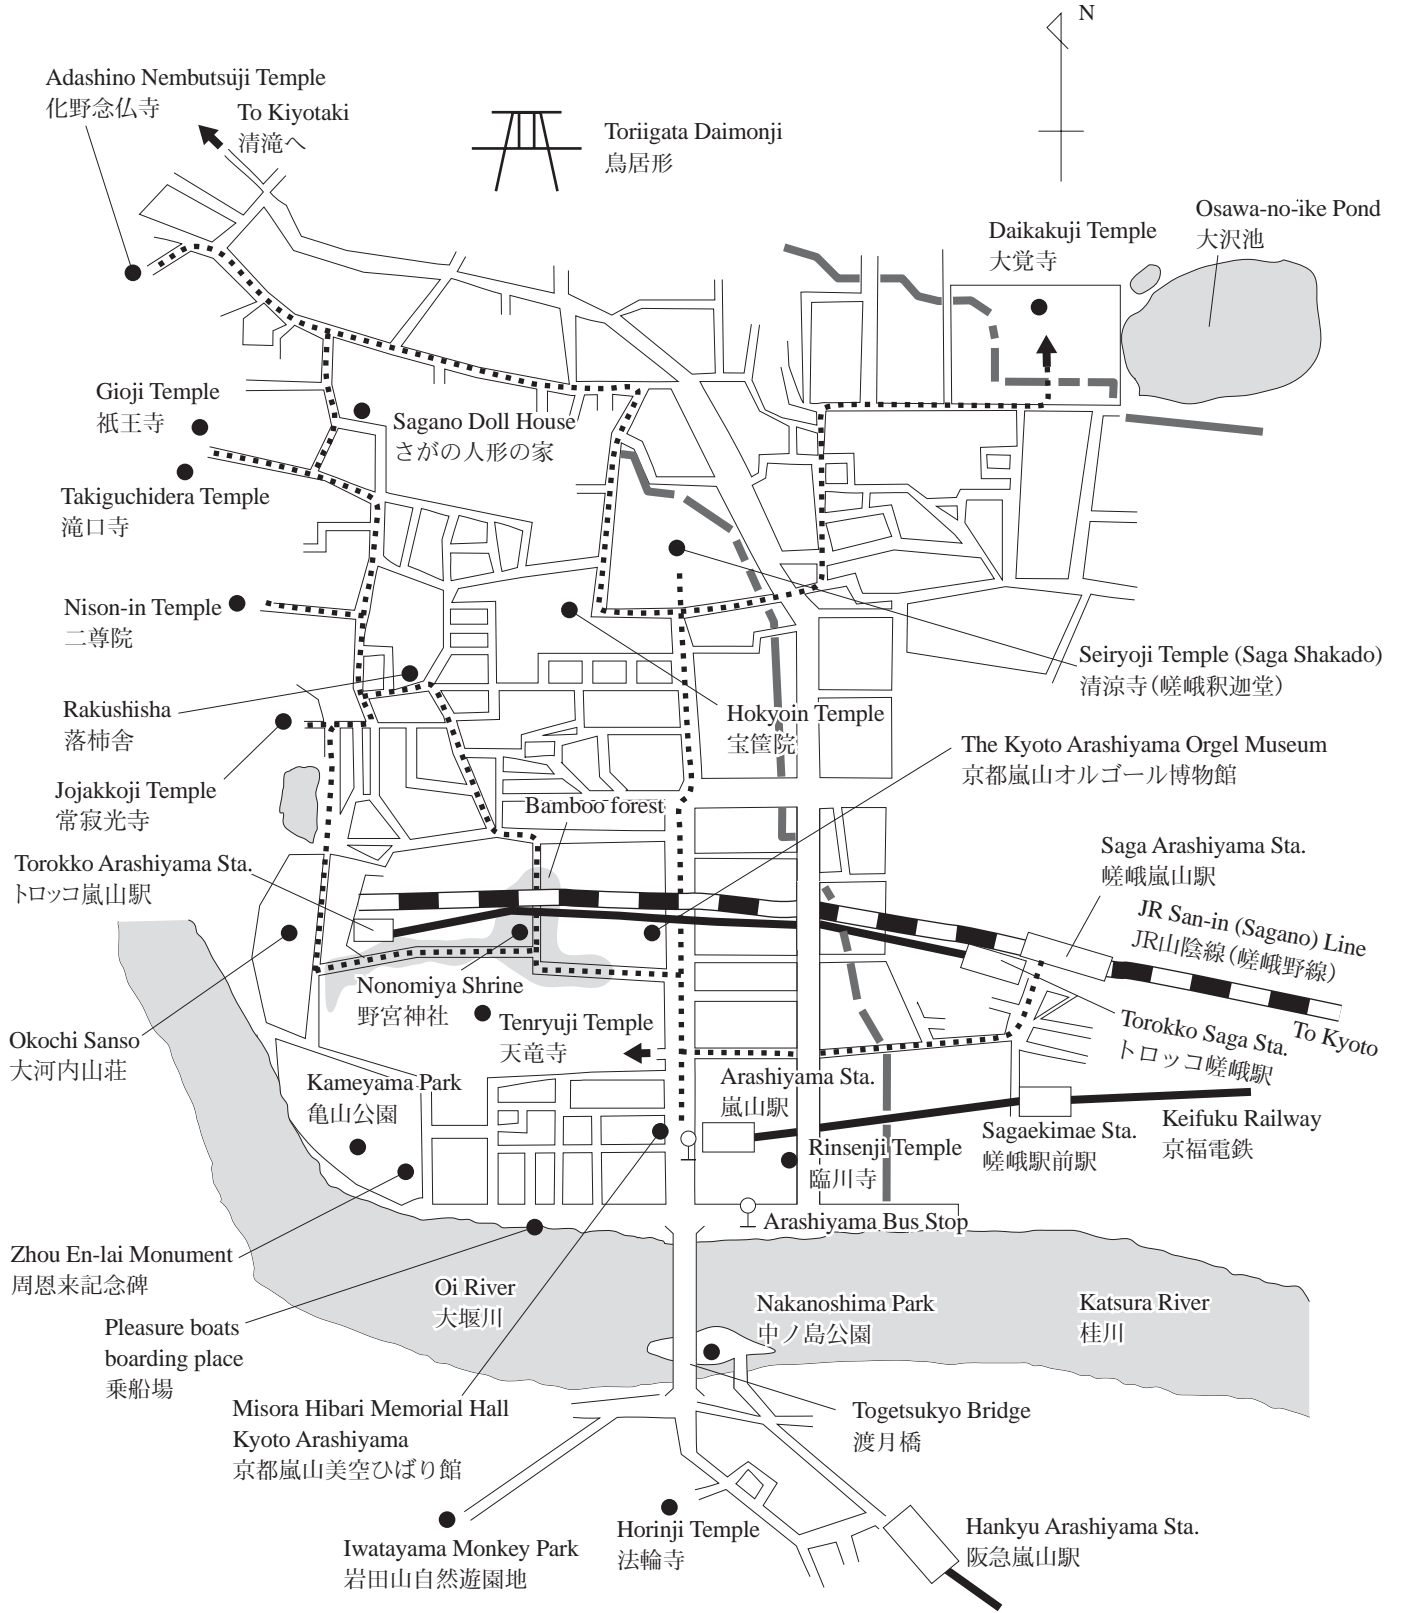 N
Adashino Nembutsuji Temple
化野念仏寺
To Kiyotaki
清滝へ
Toriigata Daimonji
鳥居形
Daikakuji Temple
大覚寺
Osawa-no-ike Pond
大沢池
Gioji Temple
祇王寺
Sagano Doll House
さがの人形の家
Takiguchidera Temple
滝口寺
Nison-in Temple
二尊院
Seiryoji Temple (Saga Shakado)
清涼寺（嵯峨釈迦堂）
Rakushisha
落柿舎
Hokyoin Temple
宝筐院
The Kyoto Arashiyama Orgel Museum
京都嵐山オルゴール博物館
Jojakkoji Temple
常寂光寺
Bamboo forest
Torokko Arashiyama Sta.
トロッコ嵐山駅
Saga Arashiyama Sta.
嵯峨嵐山駅
JR San-in (Sagano) Line
JR山陰線（嵯峨野線）
To Kyoto
Nonomiya Shrine
野宮神社
Tenryuji Temple
天竜寺
Torokko Saga Sta.
トロッコ嵯峨駅
Okochi Sanso
大河内山荘
Kameyama Park
亀山公園
Arashiyama Sta.
嵐山駅
Rinsenji Temple
臨川寺
Sagaekimae Sta.
嵯峨駅前駅
Keifuku Railway
京福電鉄
Arashiyama Bus Stop
Zhou En-lai Monument
周恩来記念碑
Oi River
大堰川
Nakanoshima Park
中ノ島公園
Katsura River
桂川
Pleasure boats
boarding place
乗船場
Misora Hibari Memorial Hall
Kyoto Arashiyama
京都嵐山美空ひばり館
Togetsukyo Bridge
渡月橋
Iwatayama Monkey Park
岩田山自然遊園地
Horinji Temple
法輪寺
Hankyu Arashiyama Sta.
阪急嵐山駅